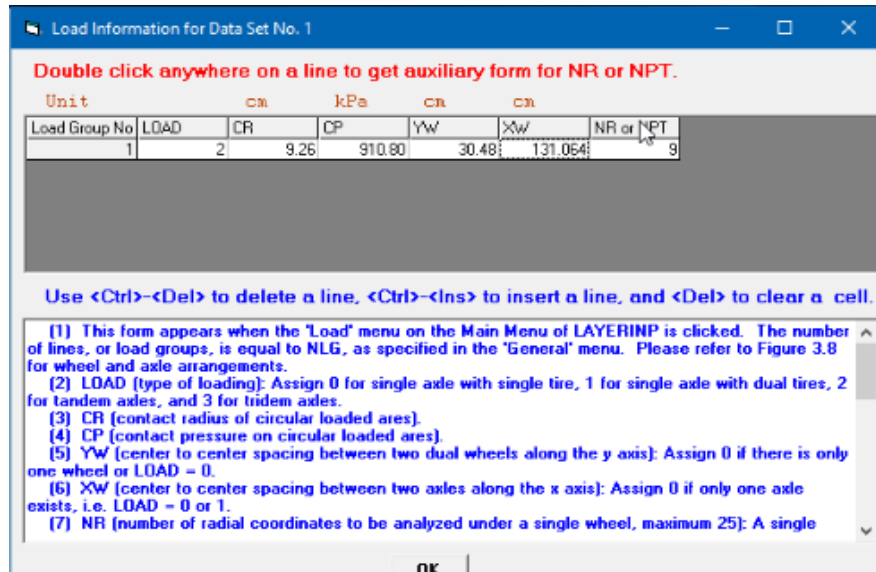 Load Information for Data Set No. 1
Double click anywhere on a line to get auxiliary form for NR or NPT.
Unit cm kPa cm cm
Load Group No LOAD CR CP YW XW NR or NPT
1 2 9.26 910.80 30.48 131.064 9
Use <Ctrl>-<Del> to delete a line, <Ctrl>-<Ins> to insert a line, and <Del> to clear a cell.
(1) This form appears when the 'Load' menu on the Main Menu of LAYERINP is clicked. The number
of lines, or load groups, is equal to NLG, as specified in the 'General' menu. Please refer to Figure 3.8
for wheel and axle arrangements.
(2) LOAD (type of loading): Assign 0 for single axle with single tire, 1 for single axle with dual tires, 2
for tandem axles, and 3 for tridem axles.
(3) CR (contact radius of circular loaded ares).
(4) CP (contact pressure on circular loaded ares).
(5) YW (center to center spacing between two dual wheels along the y axis): Assign 0 if there is only
one wheel or LOAD = 0.
(6) XW (center to center spacing between two axles along the x axis): Assign 0 if only one axle
exists, i.e. LOAD = 0 or 1.
(7) NR (number of radial coordinates to be analyzed under a single wheel, maximum 25): A single
OK